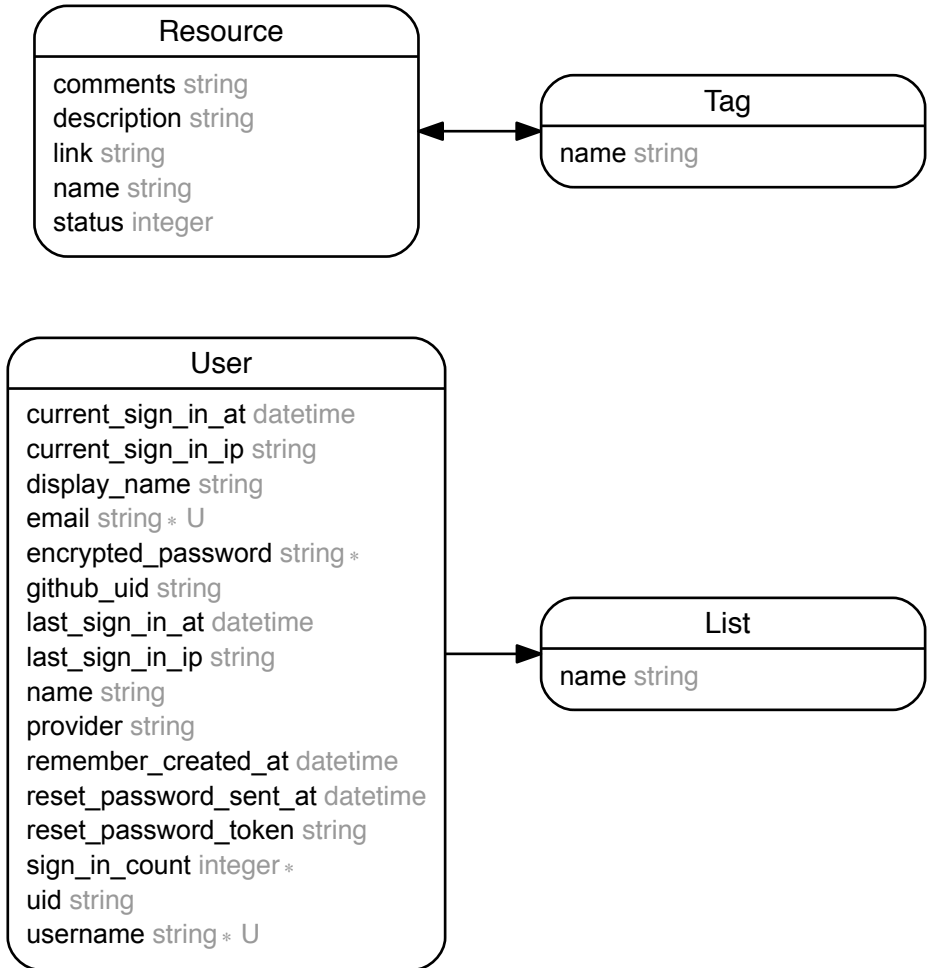 Resource
comments string
description string
link string
name string
status integer
Tag
name string
User
current_sign_in_at datetime
current_sign_in_ip string
display_name string
email string ∗ U
encrypted_password string ∗
github_uid string
last_sign_in_at datetime
last_sign_in_ip string
name string
provider string
remember_created_at datetime
reset_password_sent_at datetime
reset_password_token string
sign_in_count integer ∗
uid string
username string ∗ U
List
name string